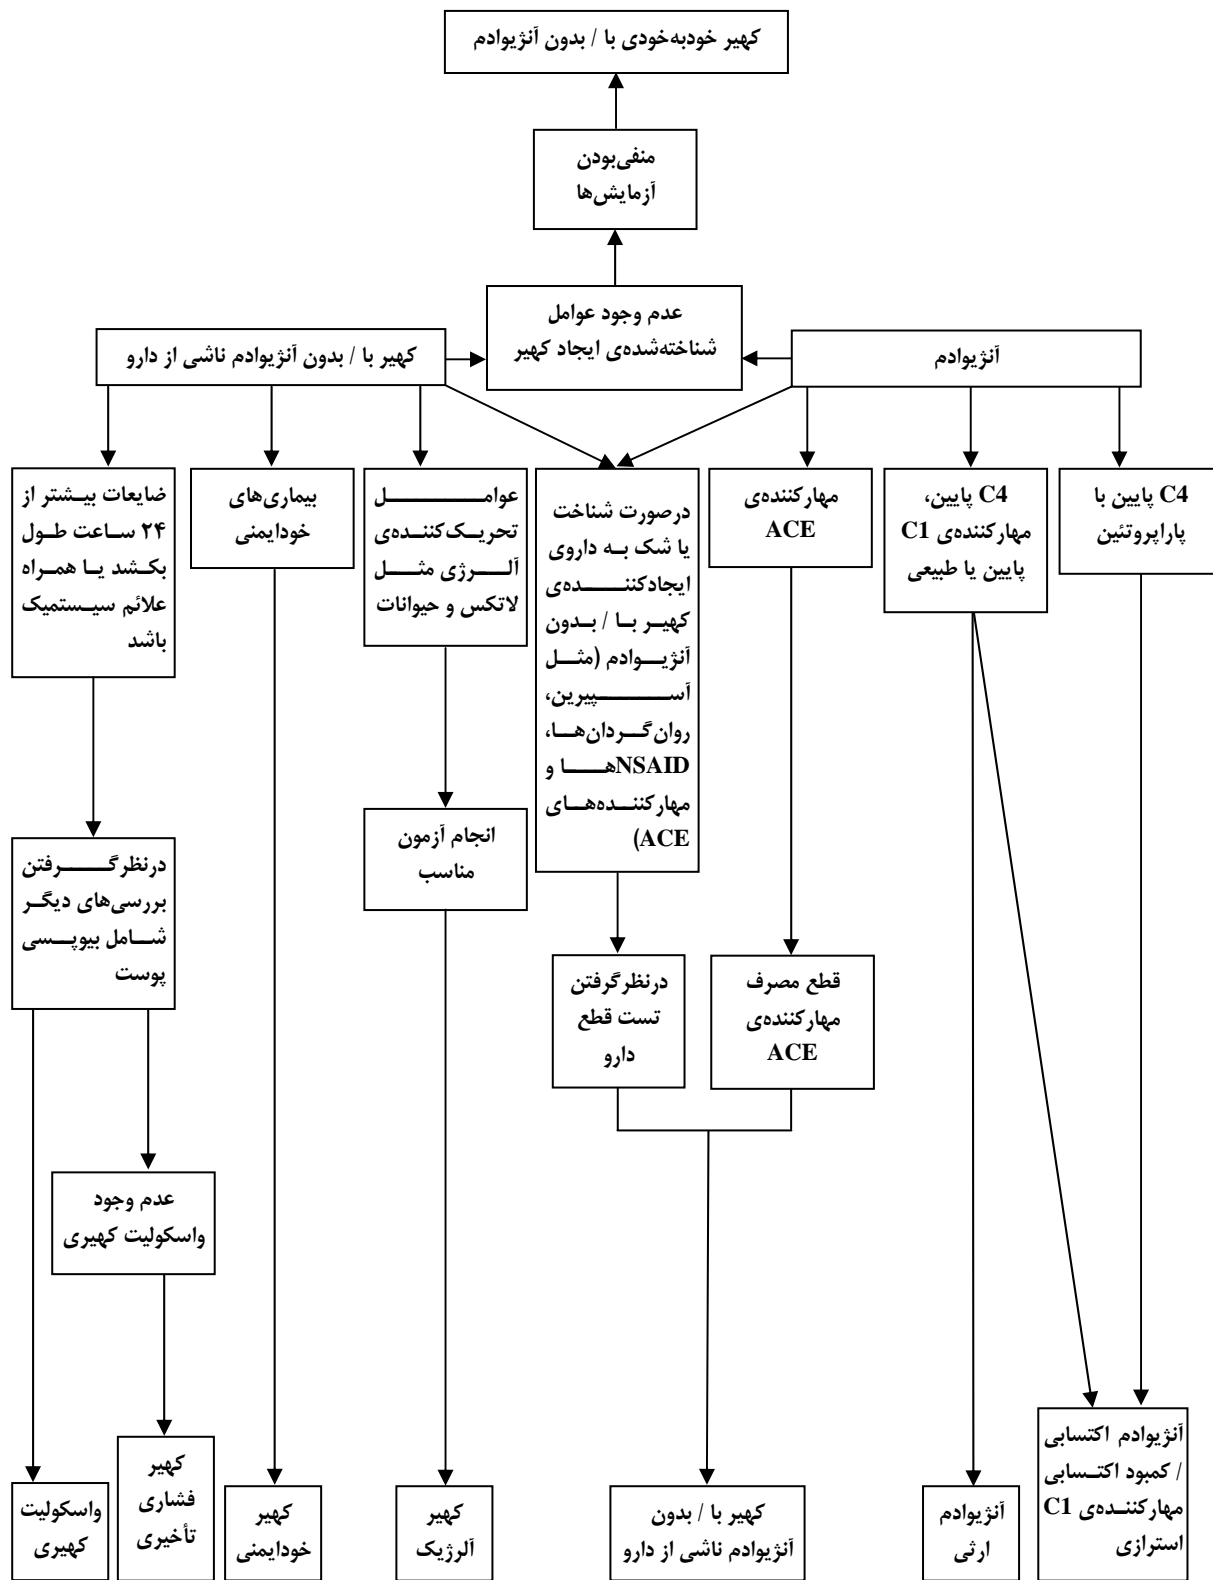 کهیر خودبه‌خودی با / بدون آنژیوادم
منفی‌بودن
آزمایش‌ها
عدم وجود عوامل
شناخته‌شده‌ی ایجاد کهیر
کهیر با / بدون آنژیوادم ناشی از دارو
آنژیوادم
ضایعات بیشتر از
۲۴ ساعت طول
بکشد یا همراه
علائم سیستمیک
باشد
بیماری‌های
خودایمنی
عوامل
تحریک‌کننده‌ی
آلرژی مثل
لاتکس و حیوانات
درصورت شناخت
یا شک به داروی
ایجادکننده‌ی
کهیر با / بدون
آنژیوادم (مثل
آسپیرین،
روان‌گردان‌ها،
NSAIDها و
مهارکننده‌های
ACE)
مهارکننده‌ی
ACE
C4 پایین،
مهارکننده‌ی C1
پایین یا طبیعی
C4 پایین با
پاراپروتئین
درنظرگرفتن
بررسی‌های دیگر
شامل بیوپسی
پوست
انجام آزمون
مناسب
درنظرگرفتن
تست قطع
دارو
قطع مصرف
مهارکننده‌ی
ACE
عدم وجود
واسکولیت کهیری
واسکولیت
کهیری
کهیر
فشاری
تأخیری
کهیر
خودایمنی
کهیر
آلرژیک
کهیر با / بدون
آنژیوادم ناشی از دارو
آنژیوادم
ارثی
آنژیوادم اکتسابی
/ کمبود اکتسابی
مهارکننده‌ی C1
استرازی